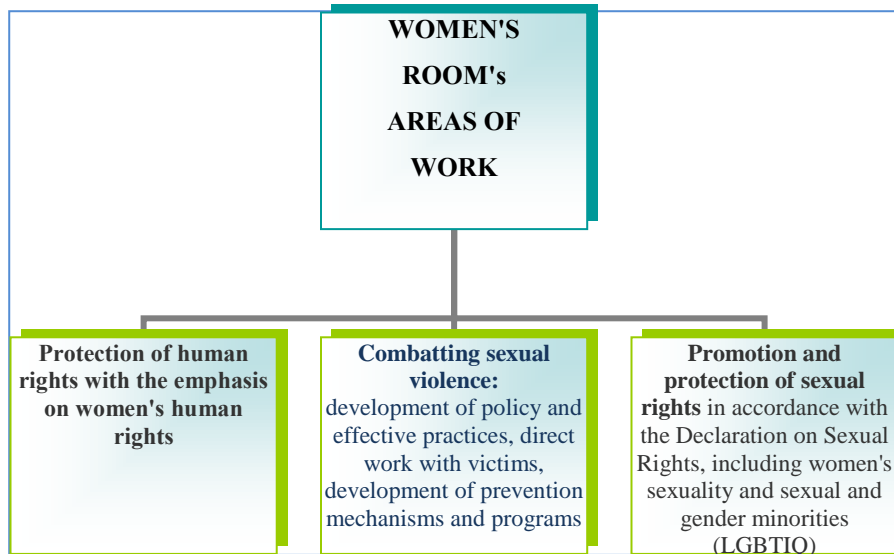 WOMEN'S
ROOM's
AREAS OF
WORK
Protection of human
rights with the emphasis
on women's human
rights
Combatting sexual
violence:
development of policy and
effective practices, direct
work with victims,
development of prevention
mechanisms and programs
Promotion and
protection of sexual
rights in accordance with
the Declaration on Sexual
Rights, including women's
sexuality and sexual and
gender minorities
(LGBTIQ)